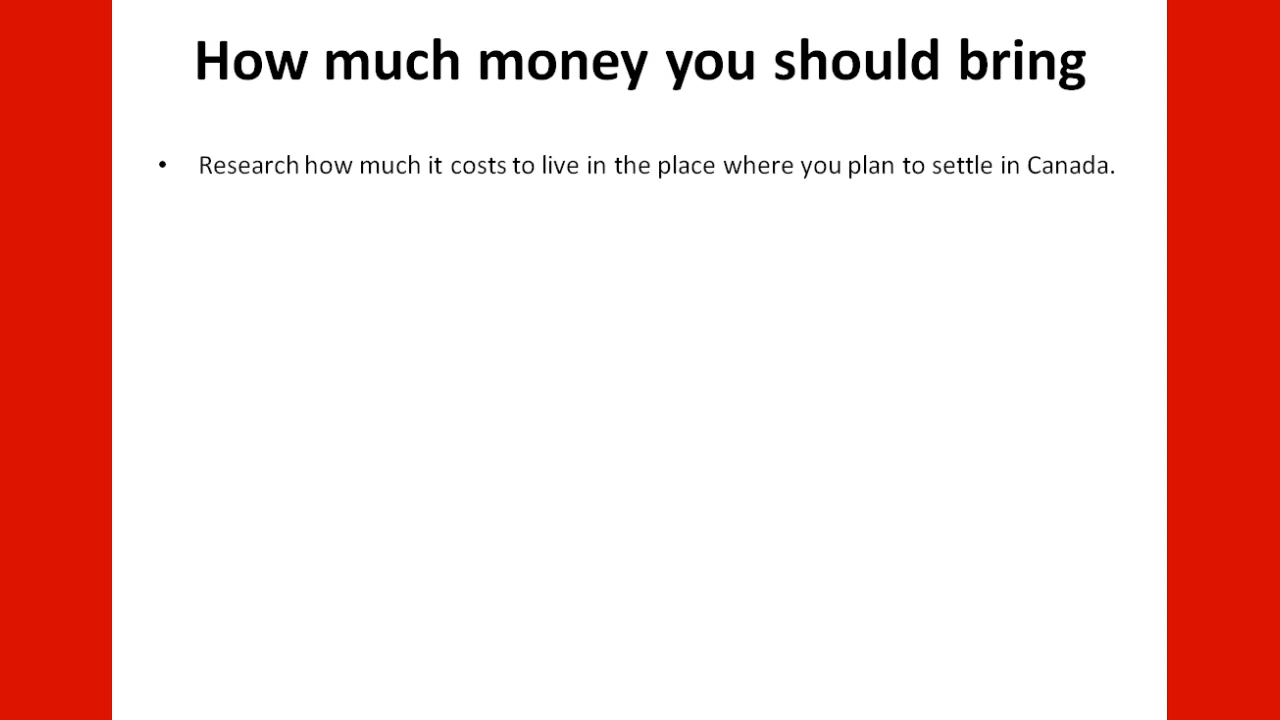 How much money you should bring
• Research how much it costs to live in the place where you plan to settle in Canada.